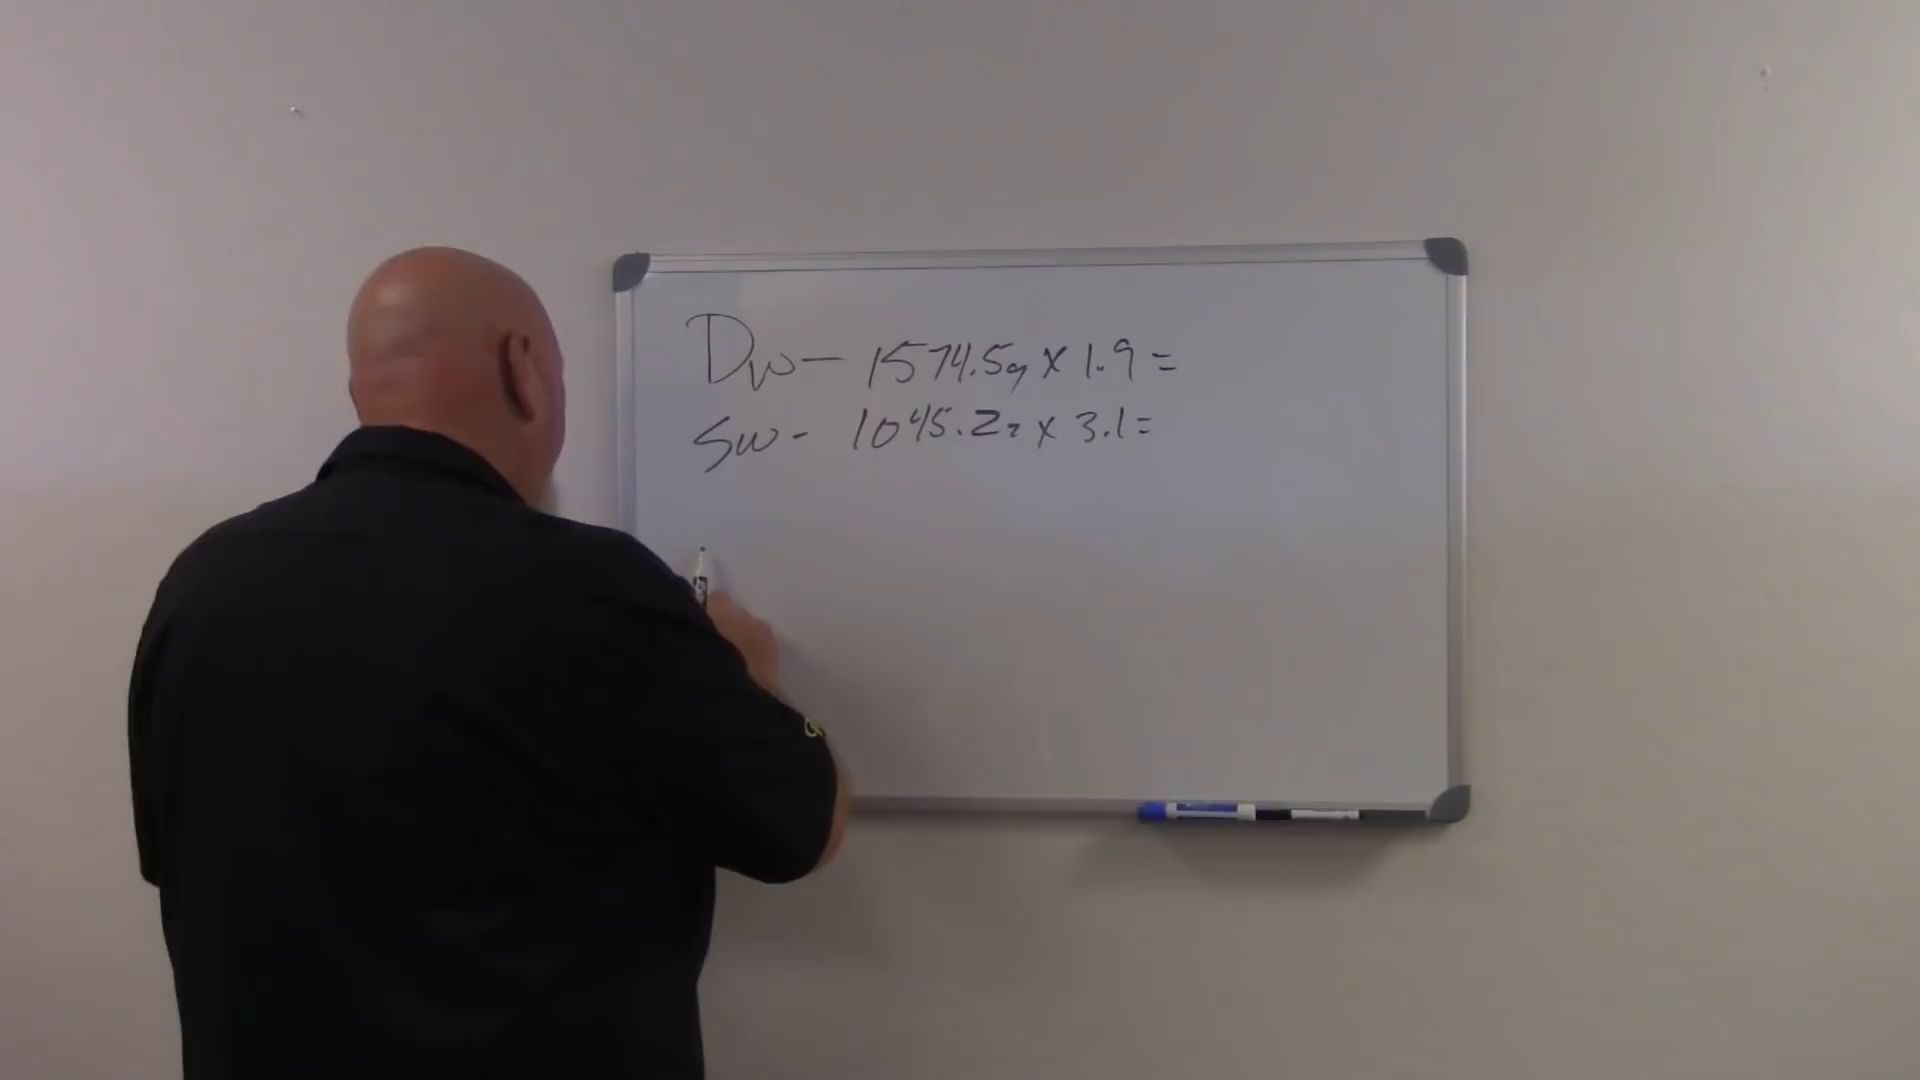 Dw - 1574.5g x 1.9 =
Sw - 1045.2g x 3.1 =